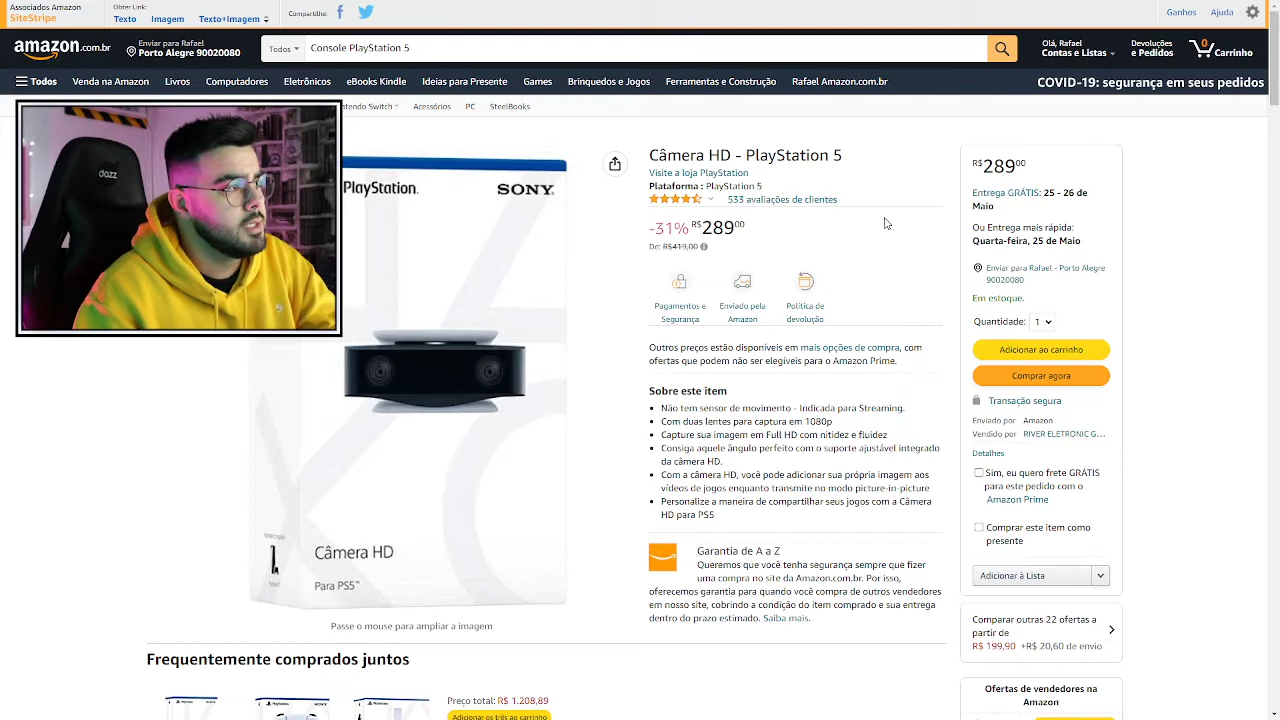 Associados Amazon
SiteStripe
Obter Link:
Texto
Imagem
Texto+Imagem
Compartilhe:
Ganhos
Ajuda
amazon.com.br
Enviar para Rafael
Porto Alegre 90020080
Todos
Console PlayStation 5
Olá, Rafael
Contas e Listas
Devoluções
e Pedidos
0
Carrinho
Todos
Venda na Amazon
Livros
Computadores
Eletrônicos
eBooks Kindle
Ideias para Presente
Games
Brinquedos e Jogos
Ferramentas e Construção
Rafael Amazon.com.br
COVID-19: segurança em seus pedidos
ntendo Switch
Acessórios
PC
SteelBooks
dazz
PlayStation.
SONY
Câmera HD
Para PS5™
Passe o mouse para ampliar a imagem
Câmera HD - PlayStation 5
Visite a loja PlayStation
Plataforma : PlayStation 5
533 avaliações de clientes
-31% R$28900
De: R$419,00
Pagamentos e
Segurança
Enviado pela
Amazon
Política de
devolução
Outros preços estão disponíveis em mais opções de compra, com
ofertas que podem não ser elegíveis para o Amazon Prime.
Sobre este item
Não tem sensor de movimento - Indicada para Streaming.
Com duas lentes para captura em 1080p
Capture sua imagem em Full HD com nitidez e fluidez
Consiga aquele ângulo perfeito com o suporte ajustável integrado
da câmera HD.
Com a câmera HD, você pode adicionar sua própria imagem aos
vídeos de jogos enquanto transmite no modo picture-in-picture
Personalize a maneira de compartilhar seus jogos com a Câmera
HD para PS5
Garantia de A a Z
Queremos que você tenha segurança sempre que fizer
uma compra no site da Amazon.com.br. Por isso,
oferecemos garantia para quando você compra de outros vendedores
em nosso site, cobrindo a condição do item comprado e sua entrega
dentro do prazo estimado. Saiba mais.
R$28900
Entrega GRÁTIS: 25 - 26 de
Maio
Ou Entrega mais rápida:
Quarta-feira, 25 de Maio
Enviar para Rafael - Porto Alegre
90020080
Em estoque.
Quantidade: 1
Adicionar ao carrinho
Comprar agora
Transação segura
Enviado por Amazon
Vendido por RIVER ELETRONIC G...
Detalhes
Sim, eu quero frete GRÁTIS
para este pedido com o
Amazon Prime
Comprar este item como
presente
Adicionar à Lista
Comparar outras 22 ofertas a
partir de
R$ 199,90 +R$ 20,60 de envio
Ofertas de vendedores na
Amazon
Frequentemente comprados juntos
Preço total: R$ 1.208,89
Adicionar os três ao carrinho